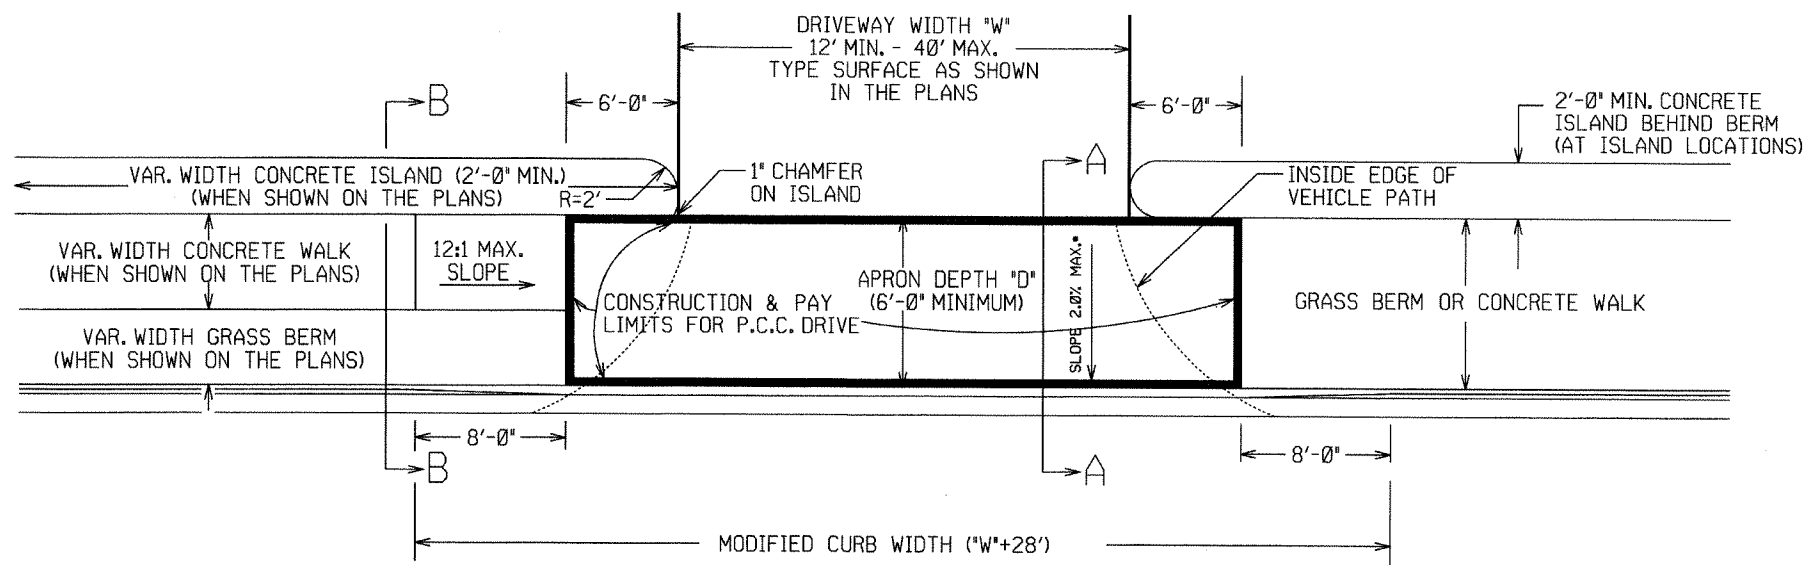 DRIVEWAY WIDTH "W"
12' MIN. - 40' MAX.
TYPE SURFACE AS SHOWN
IN THE PLANS
B
6'-0"
6'-0"
2'-0" MIN. CONCRETE
ISLAND BEHIND BERM
(AT ISLAND LOCATIONS)
A
VAR. WIDTH CONCRETE ISLAND (2'-0" MIN.)
(WHEN SHOWN ON THE PLANS)
R=2'
1" CHAMFER
ON ISLAND
INSIDE EDGE OF
VEHICLE PATH
VAR. WIDTH CONCRETE WALK
(WHEN SHOWN ON THE PLANS)
12:1 MAX.
SLOPE
CONSTRUCTION & PAY
LIMITS FOR P.C.C. DRIVE
APRON DEPTH "D"
(6'-0" MINIMUM)
SLOPE 2.0% MAX.*
GRASS BERM OR CONCRETE WALK
VAR. WIDTH GRASS BERM
(WHEN SHOWN ON THE PLANS)
8'-0"
8'-0"
B
A
MODIFIED CURB WIDTH ("W"+28')